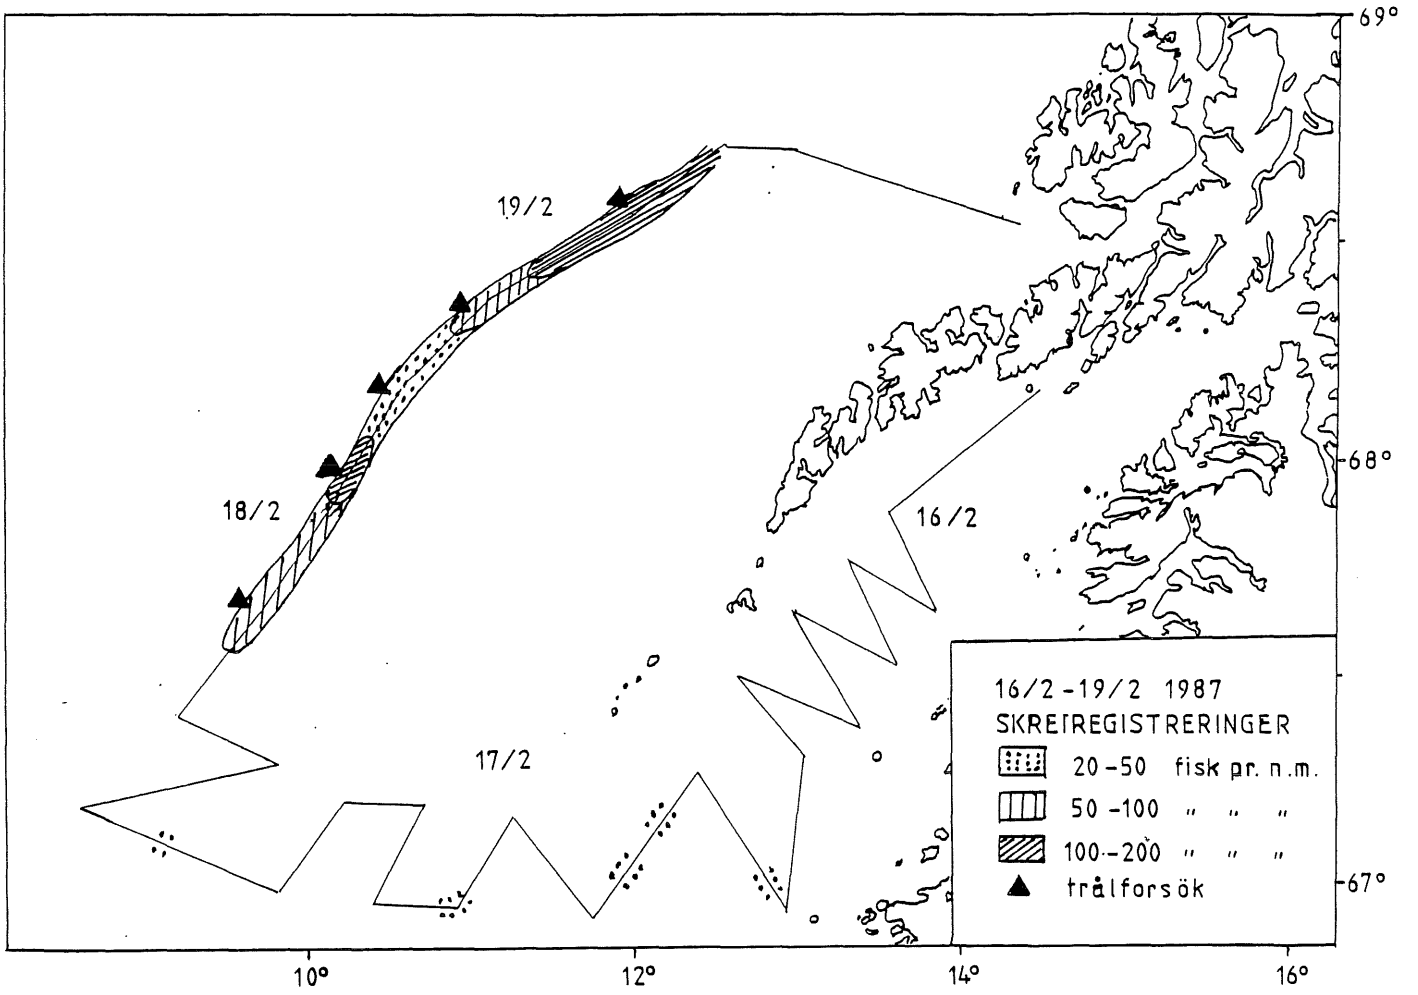 69°
19/2
68°
18/2
16/2
17/2
16/2-19/2 1987
SKREIREGISTRERINGER
20-50 fisk pr. n.m.
50-100 " " "
100-200 " " "
trålforsök
67°
10° 12° 14° 16°